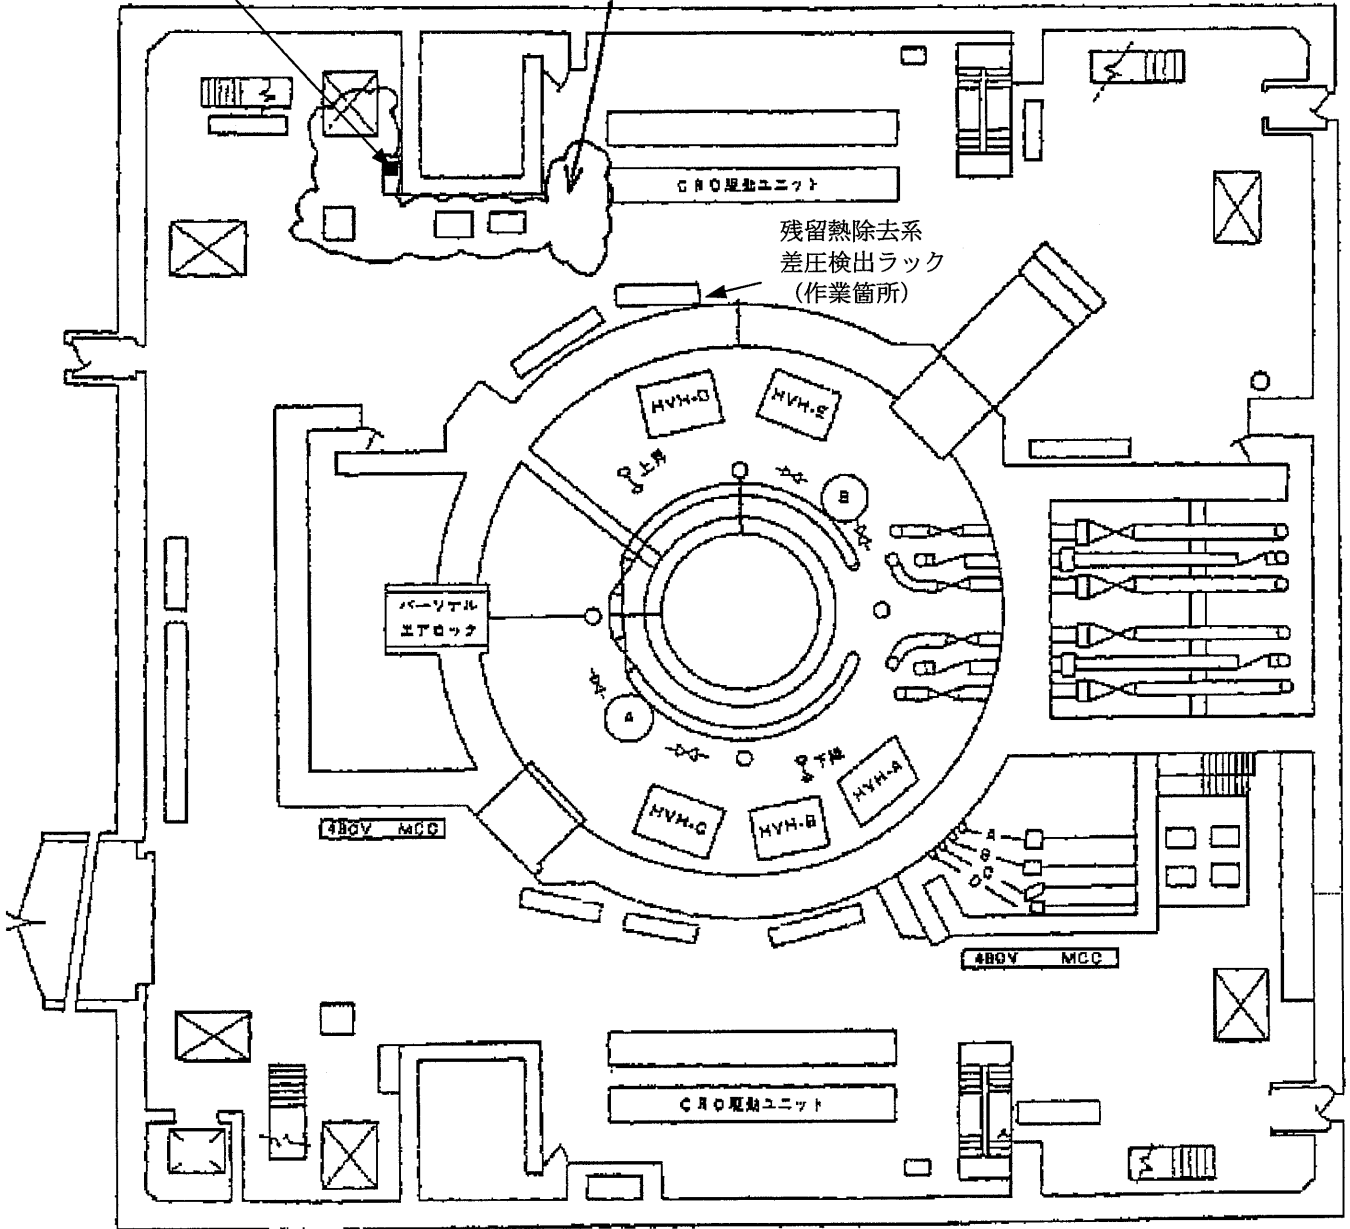 CRD駆動ユニット
残留熱除去系
差圧検出ラック
（作業箇所）
HVH-D
HVH-E
上昇
B
パーソナル
エアロック
A
下降
HVH-A
HVH-C
HVH-B
480V MCC
A
B
C
D
480V MCC
CRD駆動ユニット